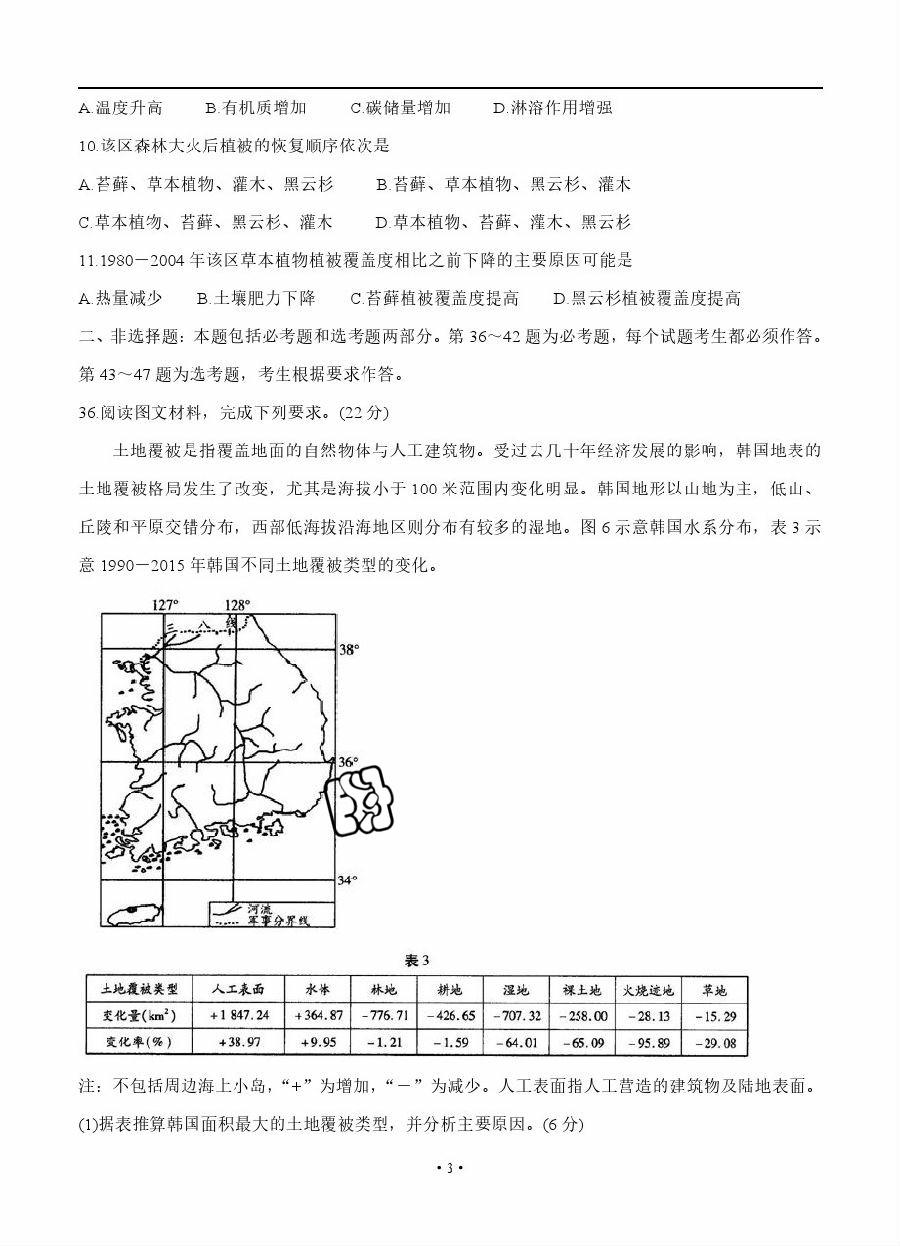 A.温度升高 B.有机质增加 C.碳储量增加 D.淋溶作用增强
10.该区森林大火后植被的恢复顺序依次是
A.苔藓、草本植物、灌木、黑云杉 B.苔藓、草本植物、黑云杉、灌木
C.草本植物、苔藓、黑云杉、灌木 D.草本植物、苔藓、灌木、黑云杉
11.1980－2004 年该区草本植物植被覆盖度相比之前下降的主要原因可能是
A.热量减少 B.土壤肥力下降 C.苔藓植被覆盖度提高 D.黑云杉植被覆盖度提高
二、非选择题：本题包括必考题和选考题两部分。第 36～42 题为必考题，每个试题考生都必须作答。
第 43～47 题为选考题，考生根据要求作答。
36.阅读图文材料，完成下列要求。(22 分)
土地覆被是指覆盖地面的自然物体与人工建筑物。受过去几十年经济发展的影响，韩国地表的
土地覆被格局发生了改变，尤其是海拔小于 100 米范围内变化明显。韩国地形以山地为主，低山、
丘陵和平原交错分布，西部低海拔沿海地区则分布有较多的湿地。图 6 示意韩国水系分布，表 3 示
意 1990－2015 年韩国不同土地覆被类型的变化。
127° 128°
三八线
38°
36°
34°
河流
军事分界线
表 3
土地覆被类型 人工表面 水体 林地 耕地 湿地 裸土地 火烧迹地 草地
变化量(km²) +1 847.24 +364.87 -776.71 -426.65 -707.32 -258.00 -28.13 -15.29
变化率(%) +38.97 +9.95 -1.21 -1.59 -64.01 -65.09 -95.89 -29.08
注：不包括周边海上小岛，“+”为增加，“－”为减少。人工表面指人工营造的建筑物及陆地表面。
(1)据表推算韩国面积最大的土地覆被类型，并分析主要原因。(6 分)
· 3 ·